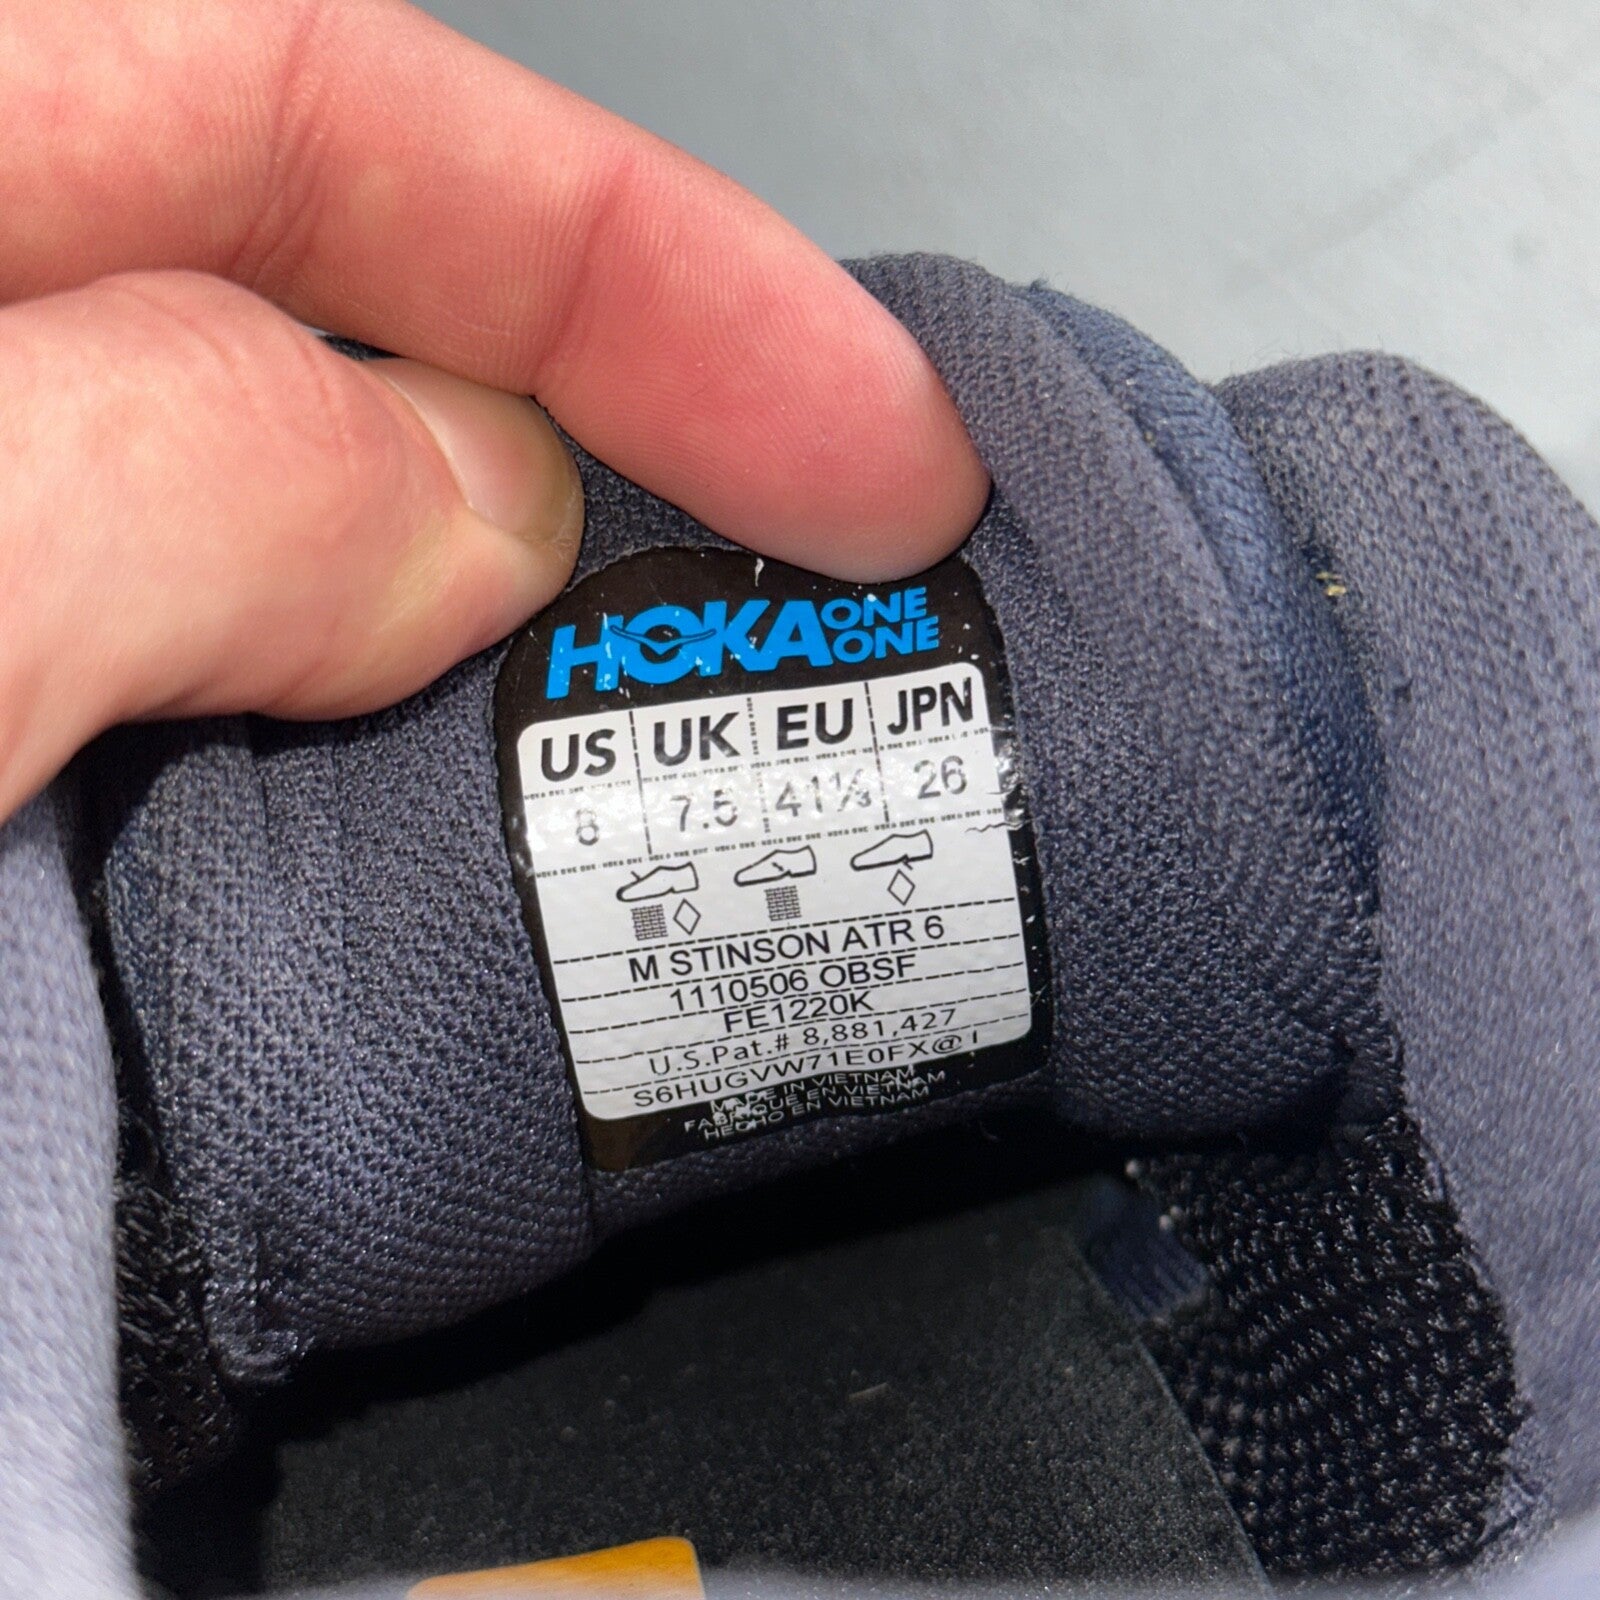 HOKA ONE ONE
US UK EU JPN
8 7.5 41⅓ 26
M STINSON ATR 6
1110506 OBSF
FE1220K
U.S.Pat.# 8,881,427
S6HUGVW71E0FX@I
MADE IN VIETNAM
FABRIQUE EN VIETNAM
HECHO EN VIETNAM